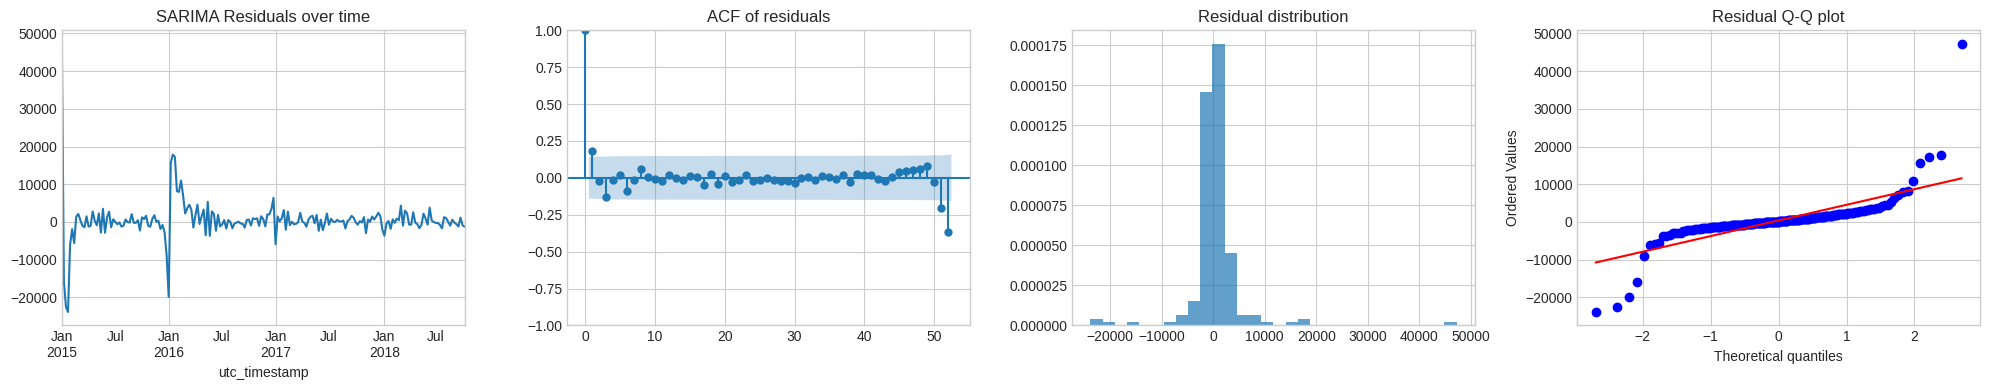 SARIMA Residuals over time
50000
40000
30000
20000
10000
0
−10000
−20000
Jan
2015
Jul
Jan
2016
Jul
Jan
2017
Jul
Jan
2018
Jul
utc_timestamp
ACF of residuals
1.00
0.75
0.50
0.25
0.00
−0.25
−0.50
−0.75
−1.00
0 10 20 30 40 50
Residual distribution
0.000175
0.000150
0.000125
0.000100
0.000075
0.000050
0.000025
0.000000
−20000 −10000 0 10000 20000 30000 40000 50000
Residual Q-Q plot
Ordered Values
50000
40000
30000
20000
10000
0
−10000
−20000
−2 −1 0 1 2
Theoretical quantiles